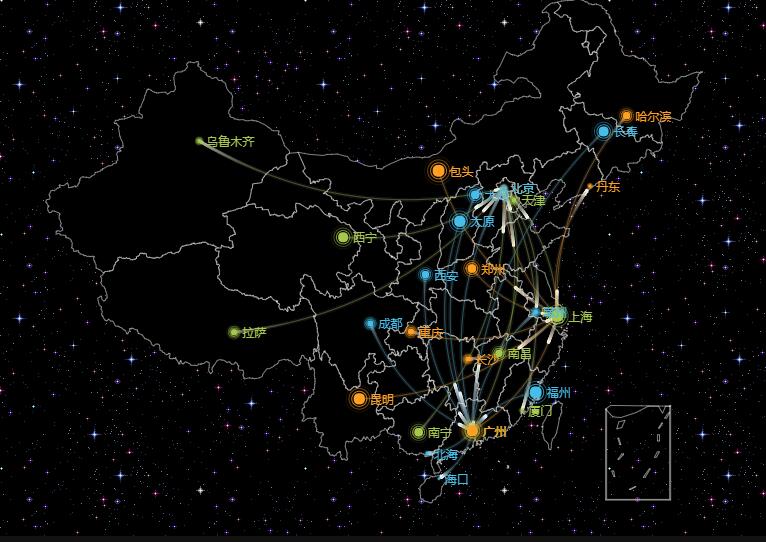 哈尔滨
长春
乌鲁木齐
包头
丹东
北京
天津
太原
西宁
郑州
西安
上海
成都
重庆
拉萨
南昌
长沙
福州
昆明
厦门
南宁
广州
北海
海口